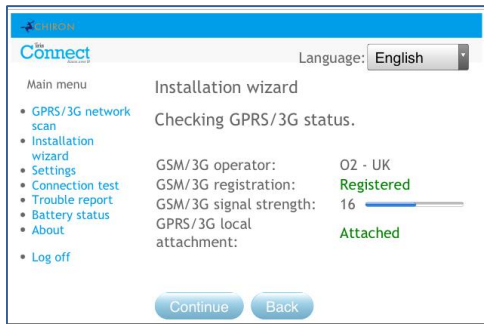 CHIRON
Tele
Connect
Language: English
Main menu
GPRS/3G network
scan
Installation
wizard
Settings
Connection test
Trouble report
Battery status
About
Log off
Installation wizard
Checking GPRS/3G status.
GSM/3G operator: O2 - UK
GSM/3G registration: Registered
GSM/3G signal strength: 16
GPRS/3G local
attachment: Attached
Continue Back